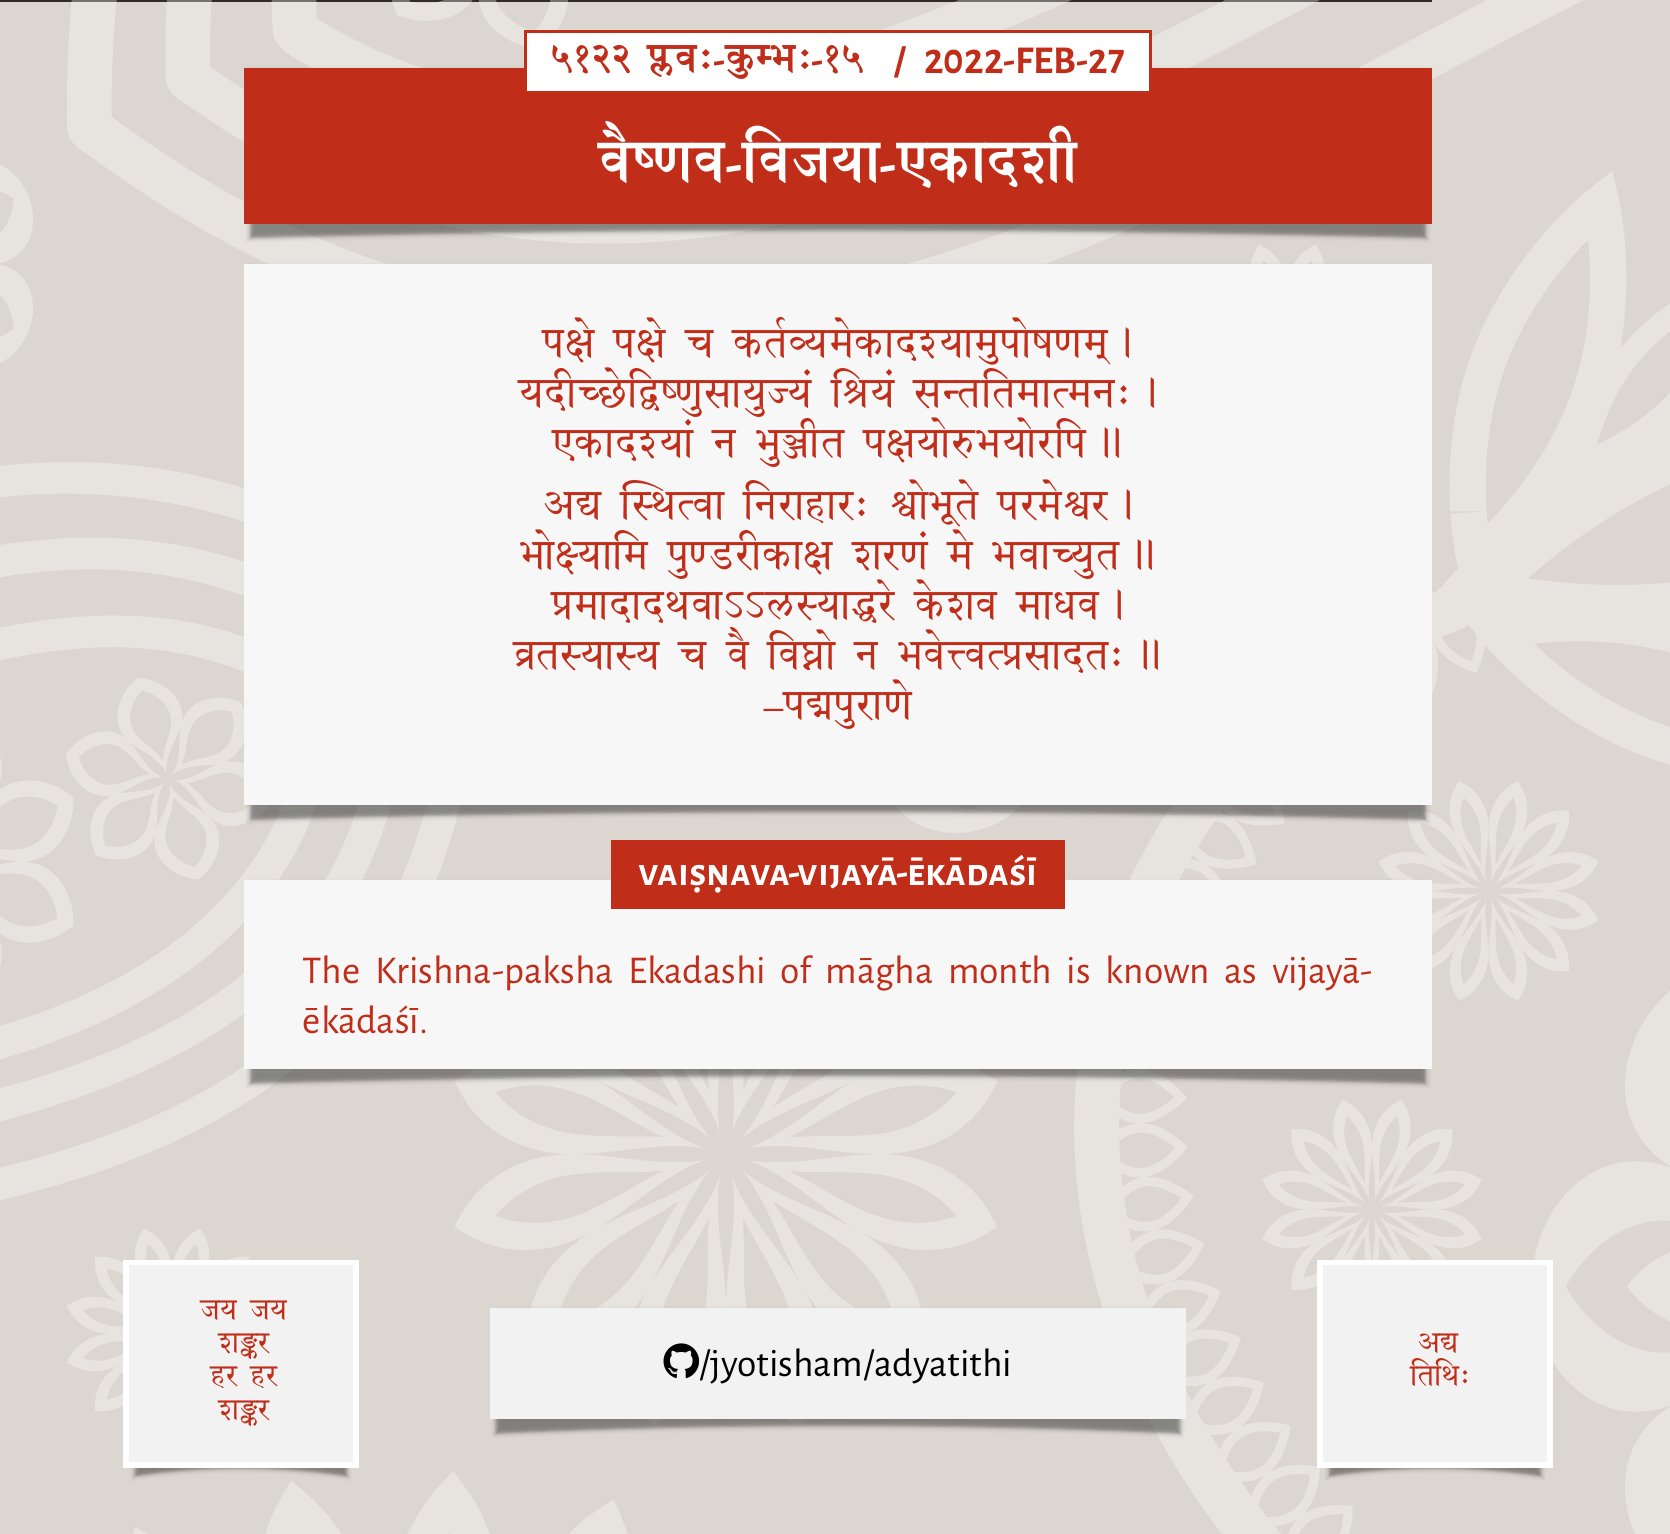 ५१२२ प्लवः-कुम्भः-१५ / 2022-FEB-27
वैष्णव-विजया-एकादशी
पक्षे पक्षे च कर्तव्यमेकादश्यामुपोषणम्।
यदीच्छेद्विष्णुसायुज्यं श्रियं सन्ततिमात्मनः।
एकादश्यां न भुञ्जीत पक्षयोरुभयोरपि॥
अद्य स्थित्वा निराहारः श्वोभूते परमेश्वर।
भोक्ष्यामि पुण्डरीकाक्ष शरणं मे भवाच्युत॥
प्रमादादथवाऽऽलस्याद्धरे केशव माधव।
व्रतस्यास्य च वै विघ्नो न भवेत्त्वत्प्रसादतः॥
–पद्मपुराणे
VAIṢṆAVA-VIJAYĀ-ĒKĀDAŚĪ
The Krishna-paksha Ekadashi of māgha month is known as vijayā-
ēkādaśī.
जय जय
शङ्कर
हर हर
शङ्कर
/jyotisham/adyatithi
अद्य
तिथिः